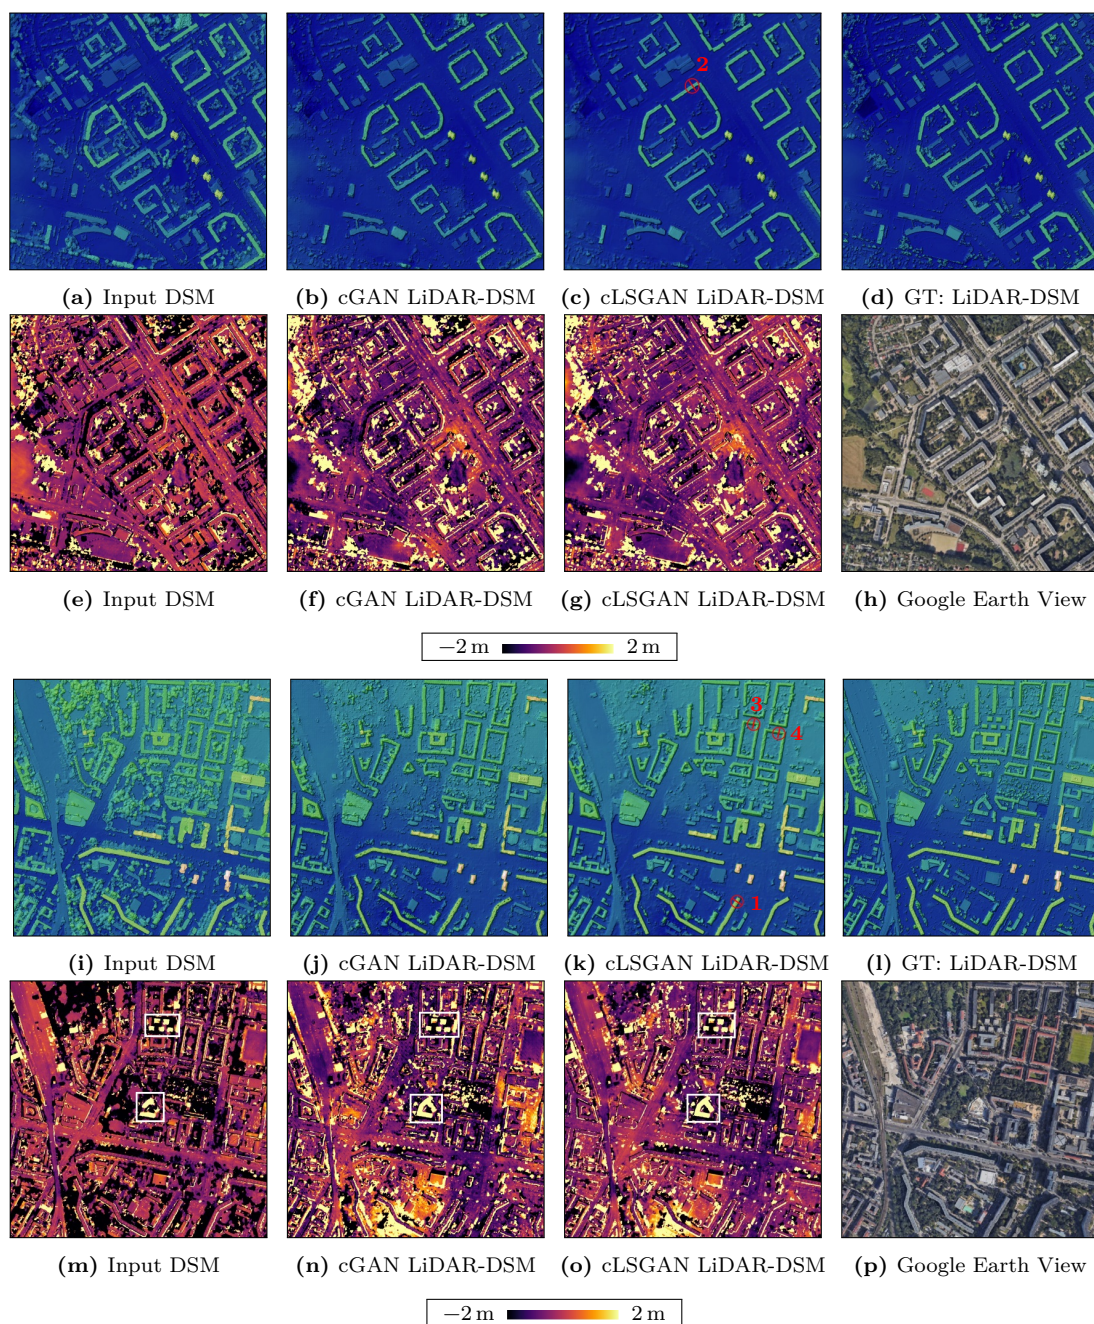 2
(a) Input DSM (b) cGAN LiDAR-DSM (c) cLSGAN LiDAR-DSM (d) GT: LiDAR-DSM
(e) Input DSM (f) cGAN LiDAR-DSM (g) cLSGAN LiDAR-DSM (h) Google Earth View
−2 m 2 m
3
4
1
(i) Input DSM (j) cGAN LiDAR-DSM (k) cLSGAN LiDAR-DSM (l) GT: LiDAR-DSM
(m) Input DSM (n) cGAN LiDAR-DSM (o) cLSGAN LiDAR-DSM (p) Google Earth View
−2 m 2 m